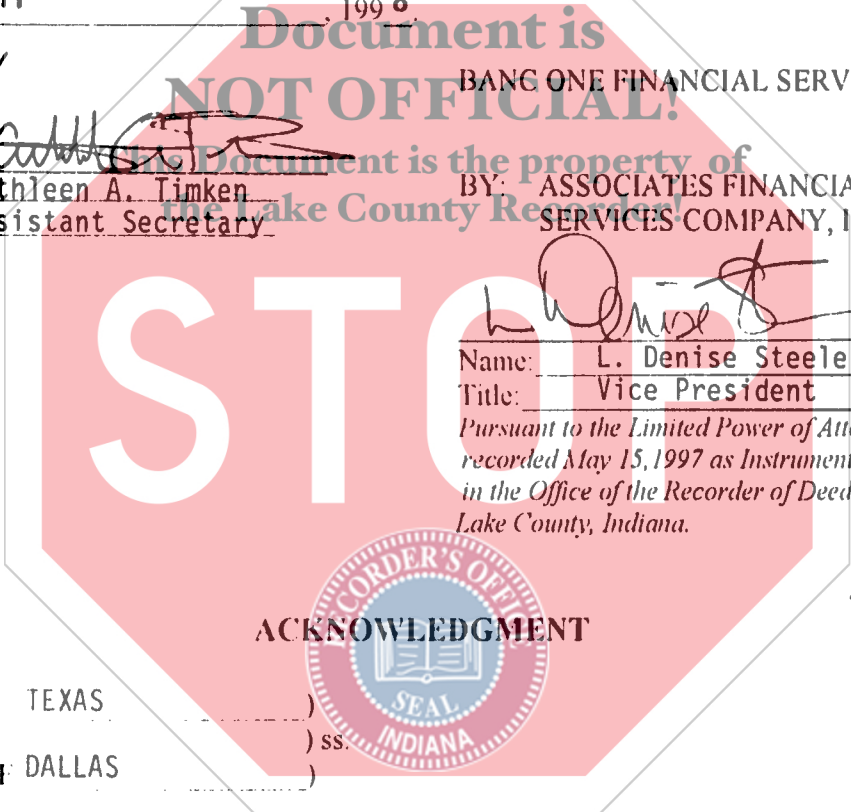 , 199
Document is
NOT OFFICIAL!
BANC ONE FINANCIAL SERV
This Document is the property of
the Lake County Recorder!
thleen A. Timken
sistant Secretary
BY: ASSOCIATES FINANCIA
SERVICES COMPANY, I
L Denise S
Name: L. Denise Steele
Title: Vice President
Pursuant to the Limited Power of Att
recorded May 15, 1997 as Instrument
in the Office of the Recorder of Deed
Lake County, Indiana.
STOP
RECORDER'S OFFICE
SEAL
INDIANA
ACKNOWLEDGMENT
TEXAS )
) ss.
DALLAS )